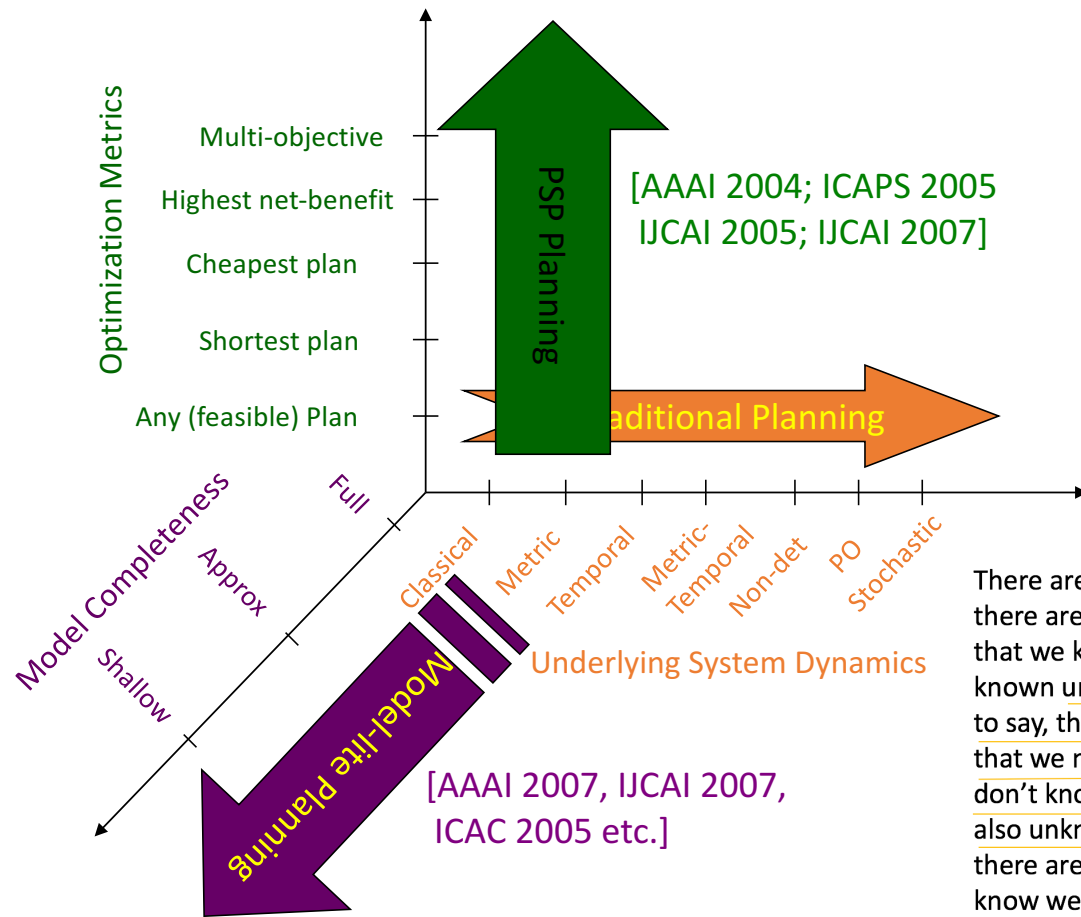 Optimization Metrics
Multi-objective
Highest net-benefit
Cheapest plan
Shortest plan
Any (feasible) Plan
PSP Planning
[AAAI 2004; ICAPS 2005
IJCAI 2005; IJCAI 2007]
aditional Planning
Model Completeness
Full
Approx
Shallow
Classical
Metric
Temporal
Metric-
Temporal
Non-det
PO
Stochastic
Underlying System Dynamics
Model-lite Planning
[AAAI 2007, IJCAI 2007,
ICAC 2005 etc.]
There are
there are
that we k
known un
to say, th
that we n
don’t kno
also unkn
there are
know we